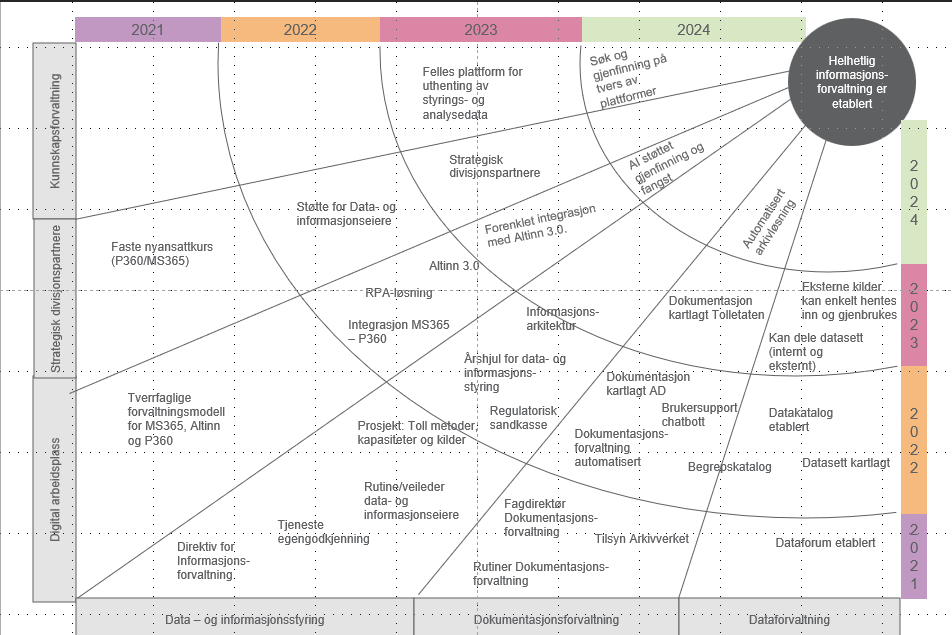 2021
2022
2023
2024
Helhetlig
informasjons-
forvaltning er
etablert
Kunnskapsforvaltning
Strategisk divisjonspartnere
Digital arbeidsplass
Felles plattform for
uthenting av
styrings- og
analysedata
Søk og
gjenfinning på
tvers av
plattformer
Strategisk
divisjonspartnere
AI støttet
gjenfinning og
fangst
Støtte for Data- og
informasjonseiere
Forenklet integrasjon
med Altinn 3.0.
Automatisert
arkivløsning
Faste nyansattkurs
(P360/MS365)
Altinn 3.0
RPA-løsning
Integrasjon MS365
– P360
Informasjons-
arkitektur
Dokumentasjon
kartlagt Tolletaten
Eksterne kilder
kan enkelt hentes
inn og gjenbrukes
Kan dele datasett
(internt og
eksternt)
Årshjul for data- og
informasjons-
styring
Dokumentasjon
kartlagt AD
Tverrfaglige
forvaltningsmodell
for MS365, Altinn
og P360
Prosjekt: Toll metoder,
kapasiteter og kilder
Regulatorisk
sandkasse
Brukersupport
chatbott
Datakatalog
etablert
Dokumentasjons-
forvaltning
automatisert
Begrepskatalog
Datasett kartlagt
Rutine/veileder
data- og
informasjonseiere
Fagdirektør
Dokumentasjons-
forvaltning
Tjeneste
egengodkjenning
Tilsyn Arkivverket
Dataforum etablert
Direktiv for
Informasjons-
forvaltning.
Rutiner Dokumentasjons-
forvaltning
2
0
2
4
2
0
2
3
2
0
2
2
2
0
2
1
Data – og informasjonsstyring
Dokumentasjonsforvaltning
Dataforvaltning